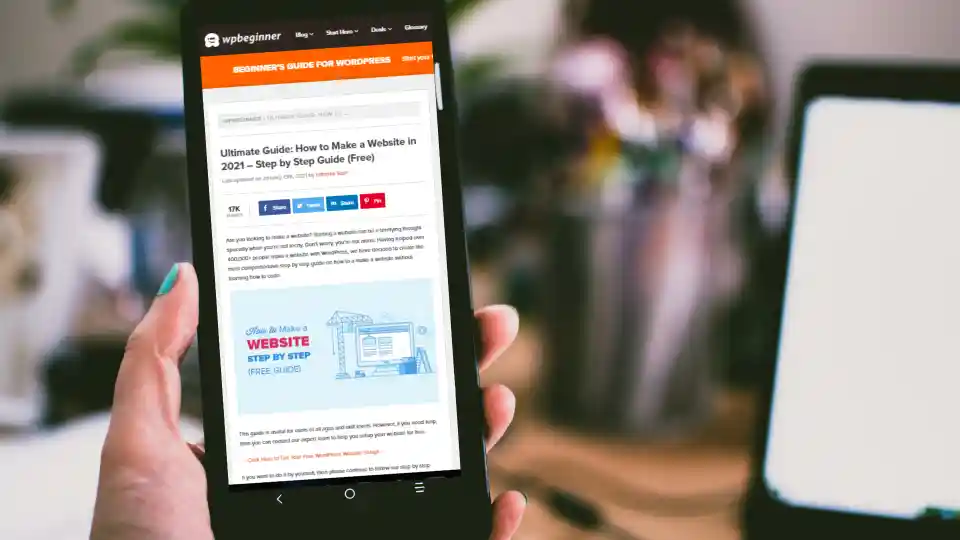 wpbeginner Blog Start Here Deals Glossary
BEGINNER'S GUIDE FOR WORDPRESS Start your
WPBEGINNER
Ultimate Guide: How to Make a Website in
2021 – Step by Step Guide (Free)
Last updated on January 2021 by
17K
SHARES
Share
Tweet
Share
Pin
Are you looking to make a website? Starting a website can be a terrifying thought
specially when you're not techy. Don't worry, you're not alone. Having helped over
400,000+ people make a website with WordPress, we have decided to create the
most comprehensive step by step guide on how to make a website without
learning how to code.
How to Make a
WEBSITE
STEP BY STEP
(FREE GUIDE)
This guide is useful for users of all ages and skill levels. However, if you need help,
then you can contact our expert team to help you setup your website for free.
Click Here to Get Your Free WordPress Website Setup!
If you want to do it by yourself, then please continue to follow our step by step